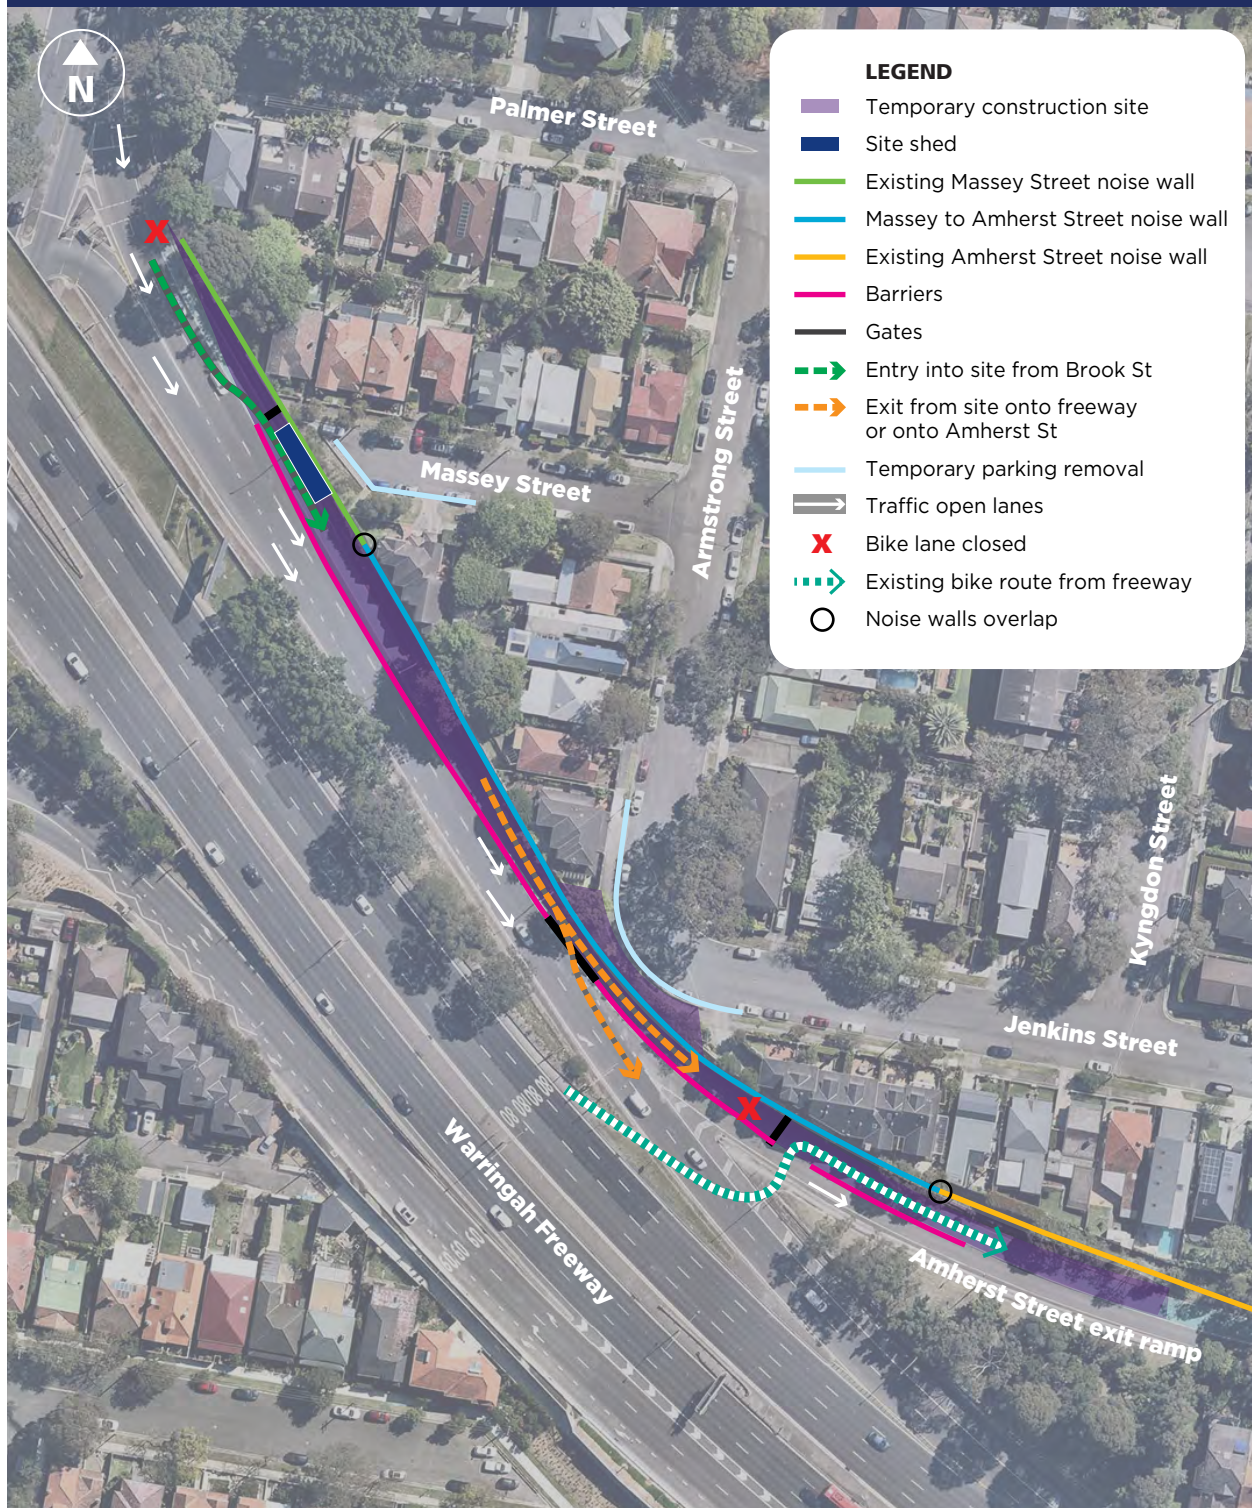 N
LEGEND
Temporary construction site
Site shed
Existing Massey Street noise wall
Massey to Amherst Street noise wall
Existing Amherst Street noise wall
Barriers
Gates
Entry into site from Brook St
Exit from site onto freeway
or onto Amherst St
Temporary parking removal
Traffic open lanes
X Bike lane closed
Existing bike route from freeway
Noise walls overlap
Palmer Street
X
Massey Street
Armstrong Street
Kyngdon Street
Jenkins Street
X
Warringah Freeway
Amherst Street exit ramp